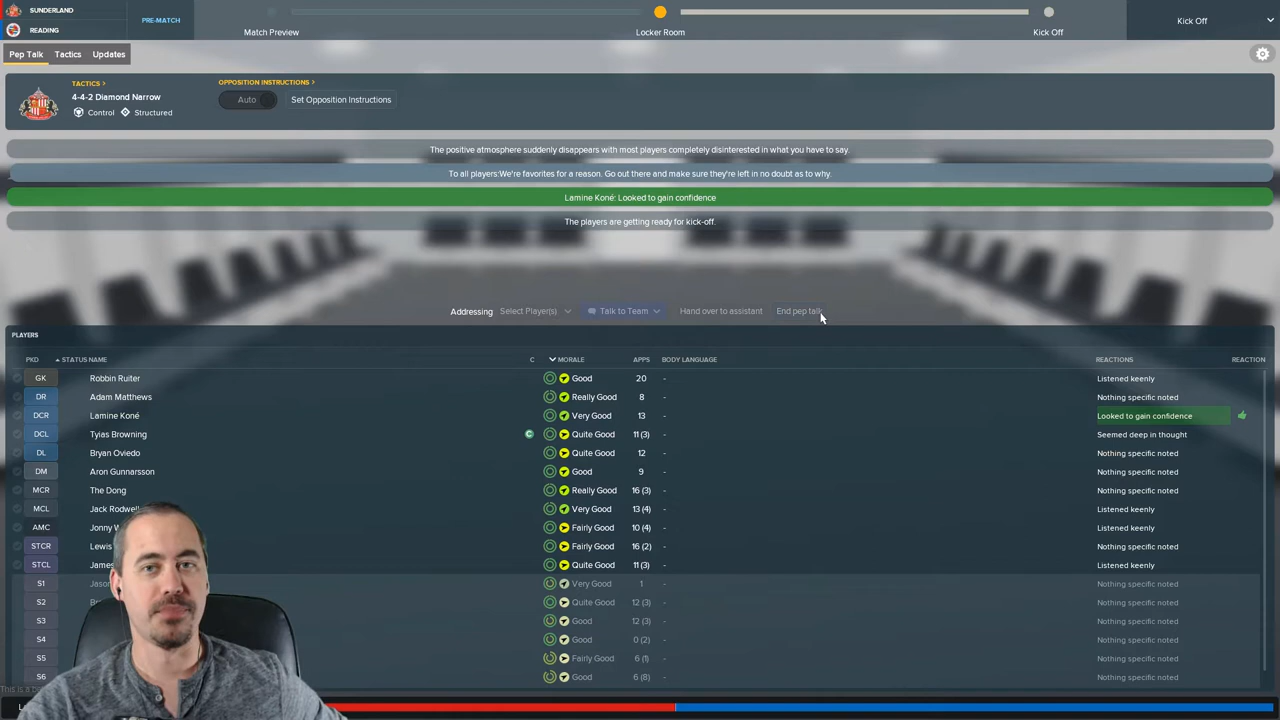 SUNDERLAND
READING
PRE-MATCH
Match Preview
Locker Room
Kick Off
Kick Off
Pep Talk Tactics Updates
TACTICS >
4-4-2 Diamond Narrow
Control Structured
OPPOSITION INSTRUCTIONS >
Auto Set Opposition Instructions
The positive atmosphere suddenly disappears with most players completely disinterested in what you have to say.
To all players:We're favorites for a reason. Go out there and make sure they're left in no doubt as to why.
Lamine Koné: Looked to gain confidence
The players are getting ready for kick-off.
Addressing Select Player(s) Talk to Team Hand over to assistant End pep talk
PLAYERS
PKD STATUS NAME C MORALE APPS BODY LANGUAGE REACTIONS REACTION
GK Robbin Ruiter Good 20 - Listened keenly
DR Adam Matthews Really Good 8 - Nothing specific noted
DCR Lamine Koné Very Good 13 - Looked to gain confidence
DCL Tyias Browning C Quite Good 11 (3) - Seemed deep in thought
DL Bryan Oviedo Quite Good 12 - Nothing specific noted
DM Aron Gunnarsson Good 9 - Nothing specific noted
MCR The Dong Really Good 16 (3) - Nothing specific noted
MCL Jack Rodwell Very Good 13 (4) - Listened keenly
AMC Jonny Fairly Good 10 (4) - Listened keenly
STCR Lewis Fairly Good 16 (2) - Nothing specific noted
STCL James Quite Good 11 (3) - Listened keenly
S1 Jason Very Good 1 - Nothing specific noted
S2 Quite Good 12 (3) - Nothing specific noted
S3 Good 12 (3) - Nothing specific noted
S4 Good 0 (2) - Nothing specific noted
S5 Fairly Good 6 (1) - Nothing specific noted
S6 Good 6 (8) - Nothing specific noted
This is a